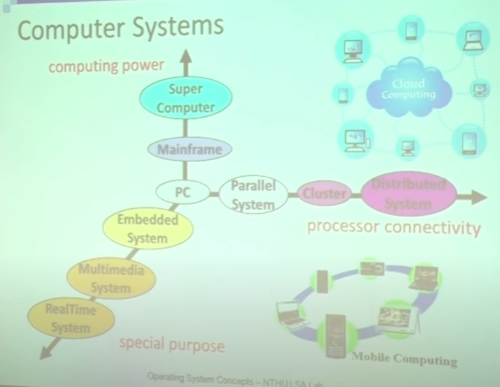 Computer Systems
computing power
Super
Computer
Cloud
Computing
Mainframe
PC
Parallel
System
Cluster
Distributed
System
processor connectivity
Embedded
System
Multimedia
System
RealTime
System
special purpose
Mobile Computing
Operating System Concepts – NTHU LSA Lab